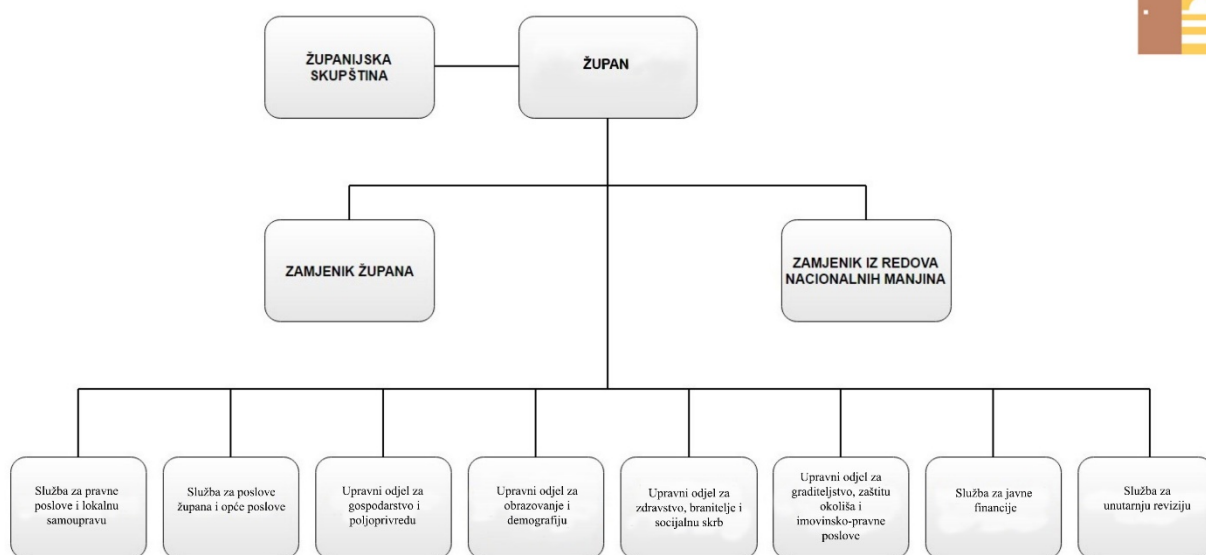 ŽUPANIJSKA
SKUPŠTINA
ŽUPAN
ZAMJENIK ŽUPANA
ZAMJENIK IZ REDOVA
NACIONALNIH MANJINA
Služba za pravne
poslove i lokalnu
samoupravu
Služba za poslove
župana i opće poslove
Upravni odjel za
gospodarstvo i
poljoprivredu
Upravni odjel za
obrazovanje i
demografiju
Upravni odjel za
zdravstvo, branitelje i
socijalnu skrb
Upravni odjel za
graditeljstvo, zaštitu
okoliša i
imovinsko-pravne
poslove
Služba za javne
financije
Služba za
unutarnju reviziju